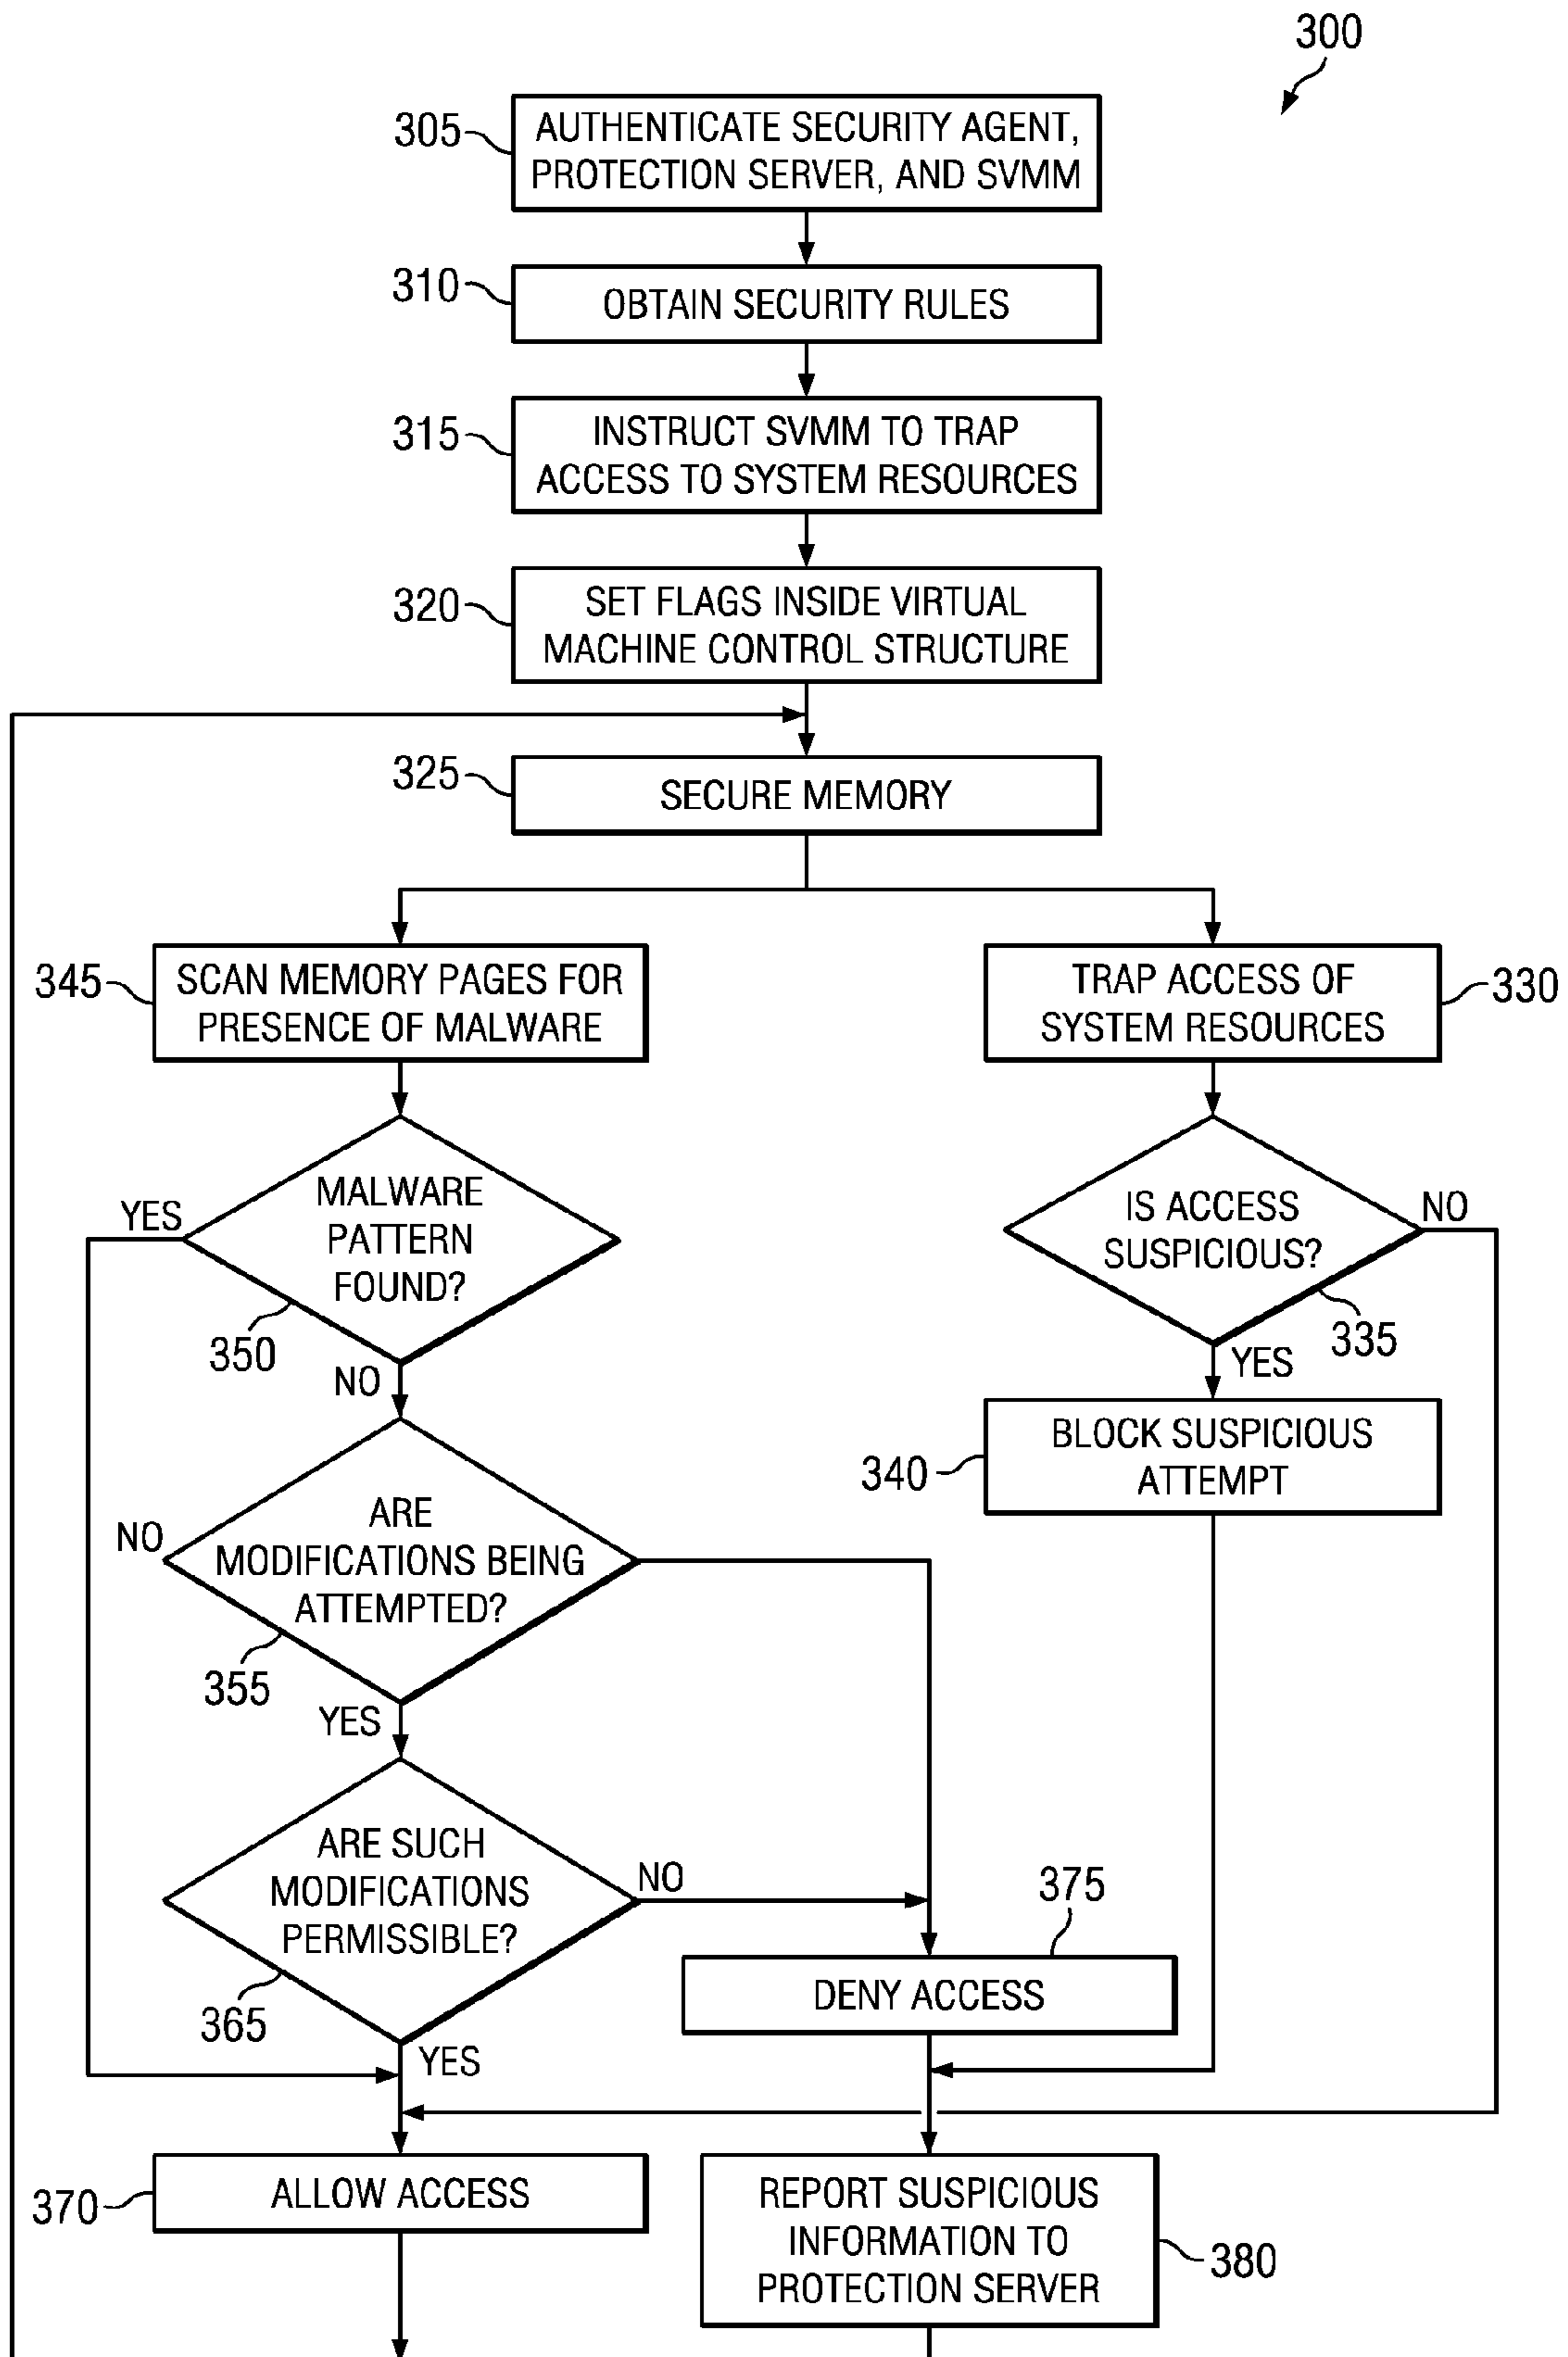 300
305
AUTHENTICATE SECURITY AGENT,
PROTECTION SERVER, AND SVMM
310
OBTAIN SECURITY RULES
315
INSTRUCT SVMM TO TRAP
ACCESS TO SYSTEM RESOURCES
320
SET FLAGS INSIDE VIRTUAL
MACHINE CONTROL STRUCTURE
325
SECURE MEMORY
345
SCAN MEMORY PAGES FOR
PRESENCE OF MALWARE
TRAP ACCESS OF
SYSTEM RESOURCES
330
YES
MALWARE
PATTERN
FOUND?
350
NO
IS ACCESS
SUSPICIOUS?
NO
335
YES
340
BLOCK SUSPICIOUS
ATTEMPT
NO
ARE
MODIFICATIONS BEING
ATTEMPTED?
355
YES
ARE SUCH
MODIFICATIONS
PERMISSIBLE?
NO
365
YES
375
DENY ACCESS
370
ALLOW ACCESS
REPORT SUSPICIOUS
INFORMATION TO
PROTECTION SERVER
380